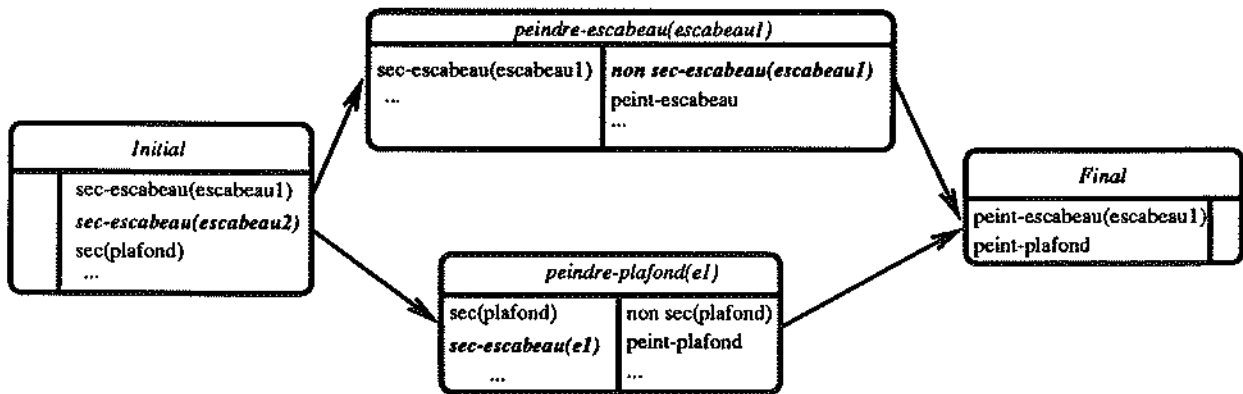 peindre-escabeau(escabeau1)
sec-escabeau(escabeau1)
...
non sec-escabeau(escabeau1)
peint-escabeau
...
Initial
sec-escabeau(escabeau1)
sec-escabeau(escabeau2)
sec(plafond)
...
Final
peint-escabeau(escabeau1)
peint-plafond
peindre-plafond(e1)
sec(plafond)
sec-escabeau(e1)
...
non sec(plafond)
peint-plafond
...